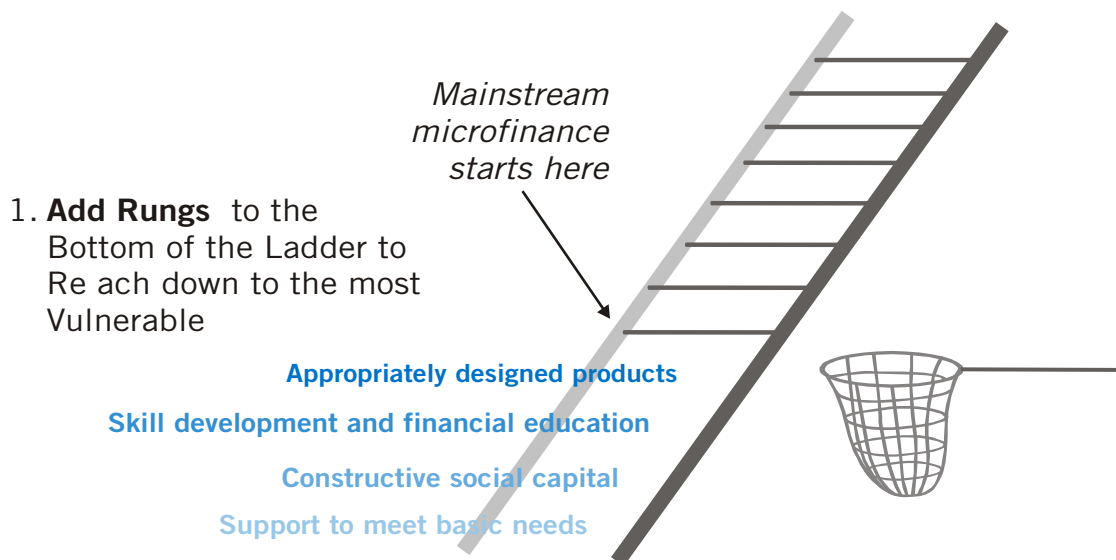 Mainstream
microfinance
starts here
1. Add Rungs to the
Bottom of the Ladder to
Re ach down to the most
Vulnerable
Appropriately designed products
Skill development and financial education
Constructive social capital
Support to meet basic needs